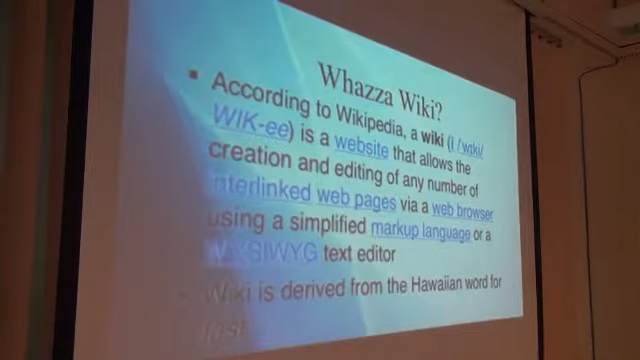 Whazza Wiki?
▪ According to Wikipedia, a wiki (i /ˈwɪki/
WIK-ee) is a website that allows the
creation and editing of any number of
interlinked web pages via a web browser
using a simplified markup language or a
WYSIWYG text editor
Wiki is derived from the Hawaiian word for
fast